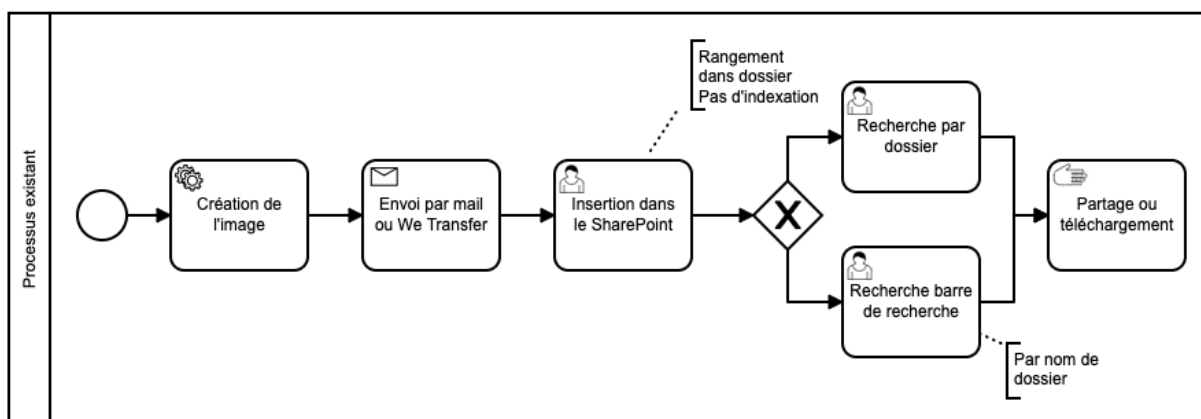 Processus existant
Création de
l'image
Envoi par mail
ou We Transfer
Insertion dans
le SharePoint
Rangement
dans dossier
Pas d'indexation
X
Recherche par
dossier
Recherche barre
de recherche
Par nom de
dossier
Partage ou
téléchargement